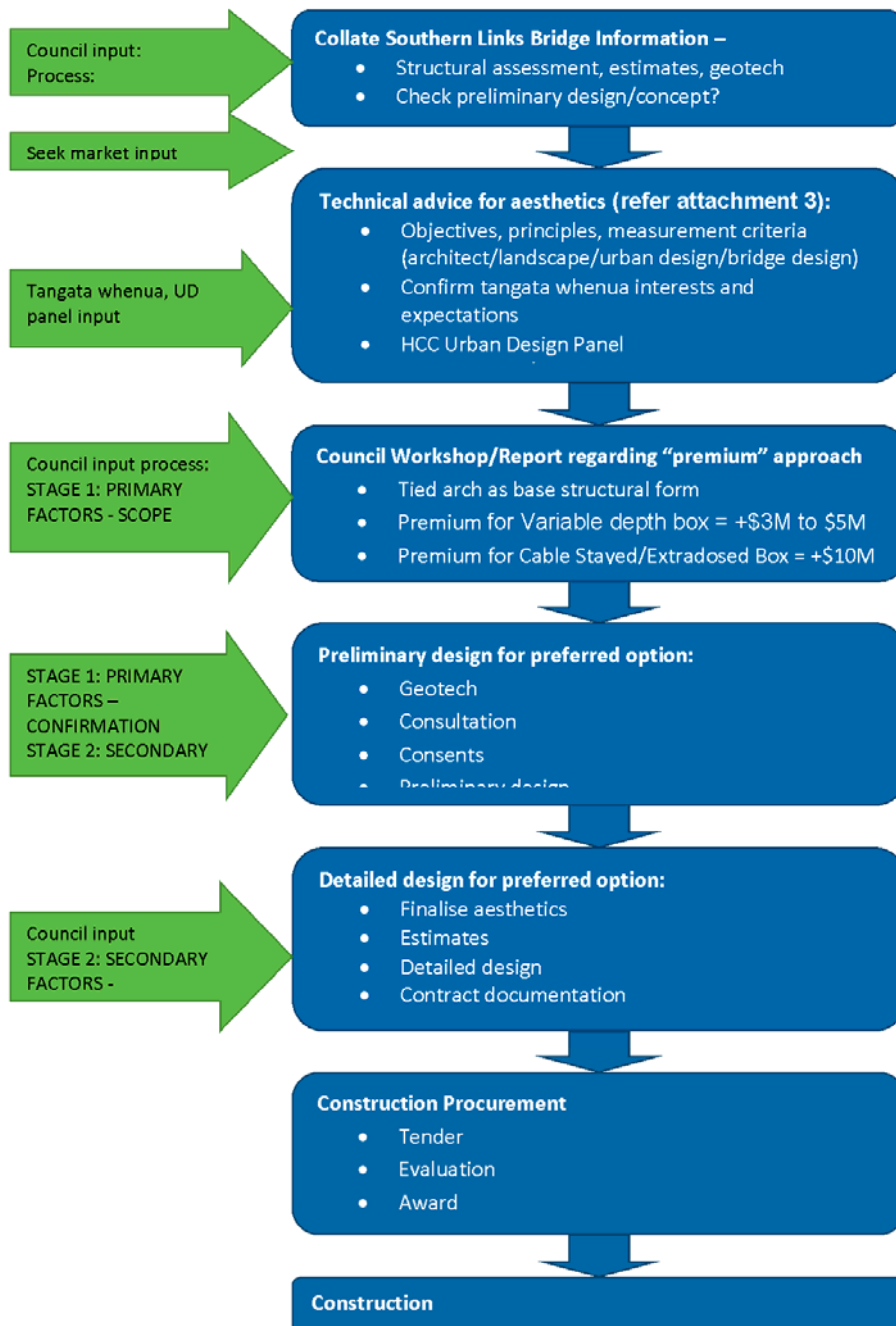 Council input:
Process:
Collate Southern Links Bridge Information –
• Structural assessment, estimates, geotech
• Check preliminary design/concept?
Seek market input
Technical advice for aesthetics (refer attachment 3):
• Objectives, principles, measurement criteria
(architect/landscape/urban design/bridge design)
• Confirm tangata whenua interests and
expectations
• HCC Urban Design Panel
Tangata whenua, UD
panel input
Council input process:
STAGE 1: PRIMARY
FACTORS - SCOPE
Council Workshop/Report regarding “premium” approach
• Tied arch as base structural form
• Premium for Variable depth box = +$3M to $5M
• Premium for Cable Stayed/Extradosed Box = +$10M
STAGE 1: PRIMARY
FACTORS –
CONFIRMATION
STAGE 2: SECONDARY
Preliminary design for preferred option:
• Geotech
• Consultation
• Consents
• Preliminary design
Council input
STAGE 2: SECONDARY
FACTORS -
Detailed design for preferred option:
• Finalise aesthetics
• Estimates
• Detailed design
• Contract documentation
Construction Procurement
• Tender
• Evaluation
• Award
Construction